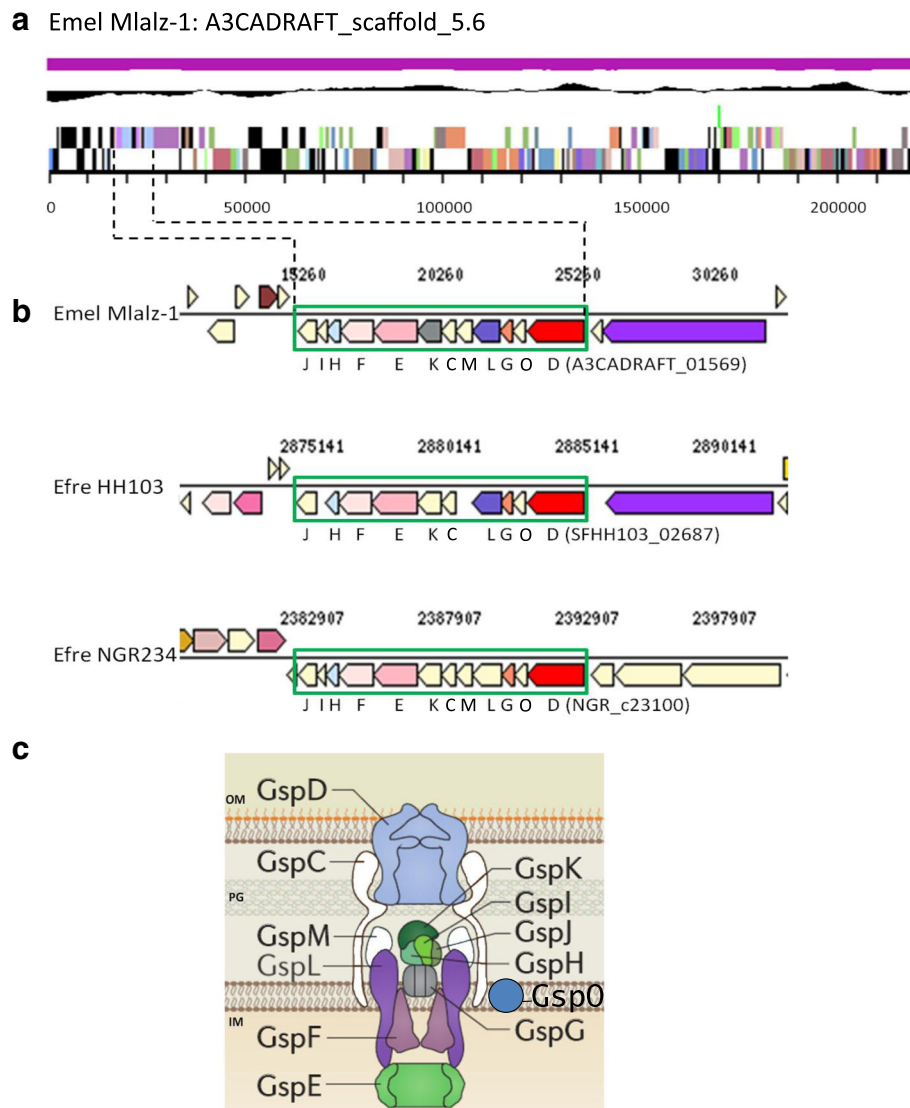 a Emel Mlalz-1: A3CADRAFT_scaffold_5.6
0 50000 100000 150000 200000
15260 20260 25260 30260
b
Emel Mlalz-1
J I H F E K C M L G O D (A3CADRAFT_01569)
2875141 2880141 2885141 2890141
Efre HH103
J H F E K C L G O D (SFHH103_02687)
2382907 2387907 2392907 2397907
Efre NGR234
J I H F E K C M L G O D (NGR_c23100)
c
OM
GspD
GspC
GspK
PG
GspI
GspM
GspJ
GspL
GspH
GspO
IM
GspF
GspG
GspE